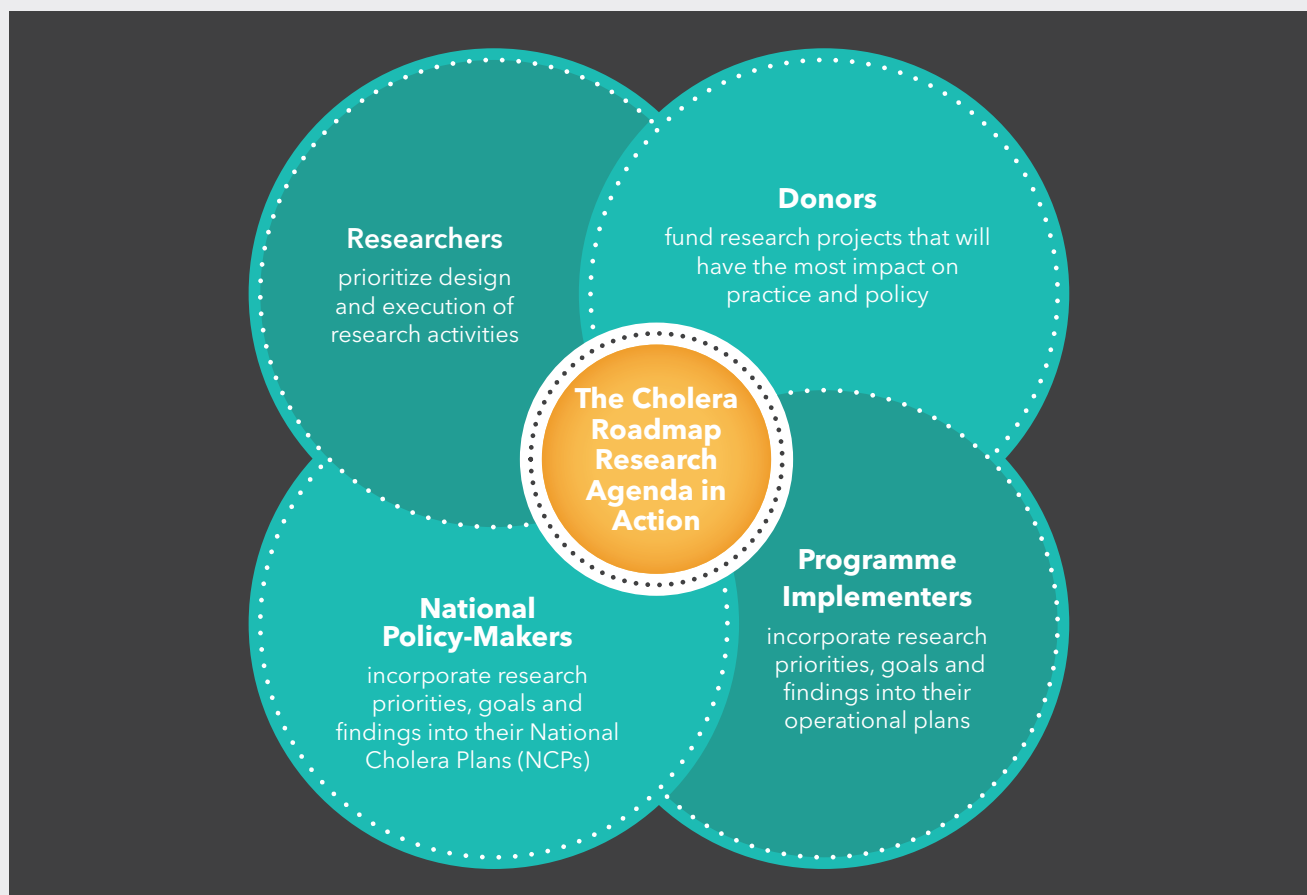 Researchers
prioritize design
and execution of
research activities
Donors
fund research projects that will
have the most impact on
practice and policy
The Cholera
Roadmap
Research
Agenda in
Action
National
Policy-Makers
incorporate research
priorities, goals and
findings into their National
Cholera Plans (NCPs)
Programme
Implementers
incorporate research
priorities, goals and
findings into their
operational plans